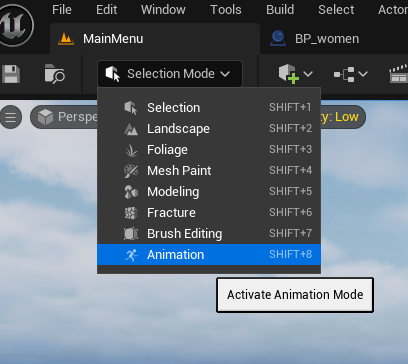 File Edit Window Tools Build Select Actor
MainMenu BP_women
Selection Mode
Perspe ty: Low
Selection SHIFT+1
Landscape SHIFT+2
Foliage SHIFT+3
Mesh Paint SHIFT+4
Modeling SHIFT+5
Fracture SHIFT+6
Brush Editing SHIFT+7
Animation SHIFT+8
Activate Animation Mode